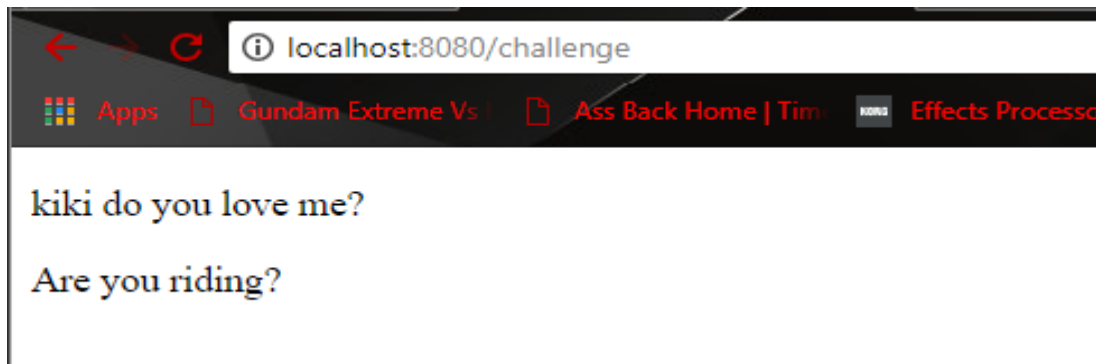 localhost:8080/challenge
Apps Gundam Extreme Vs Ass Back Home | Tim KORG Effects Processo
kiki do you love me?
Are you riding?